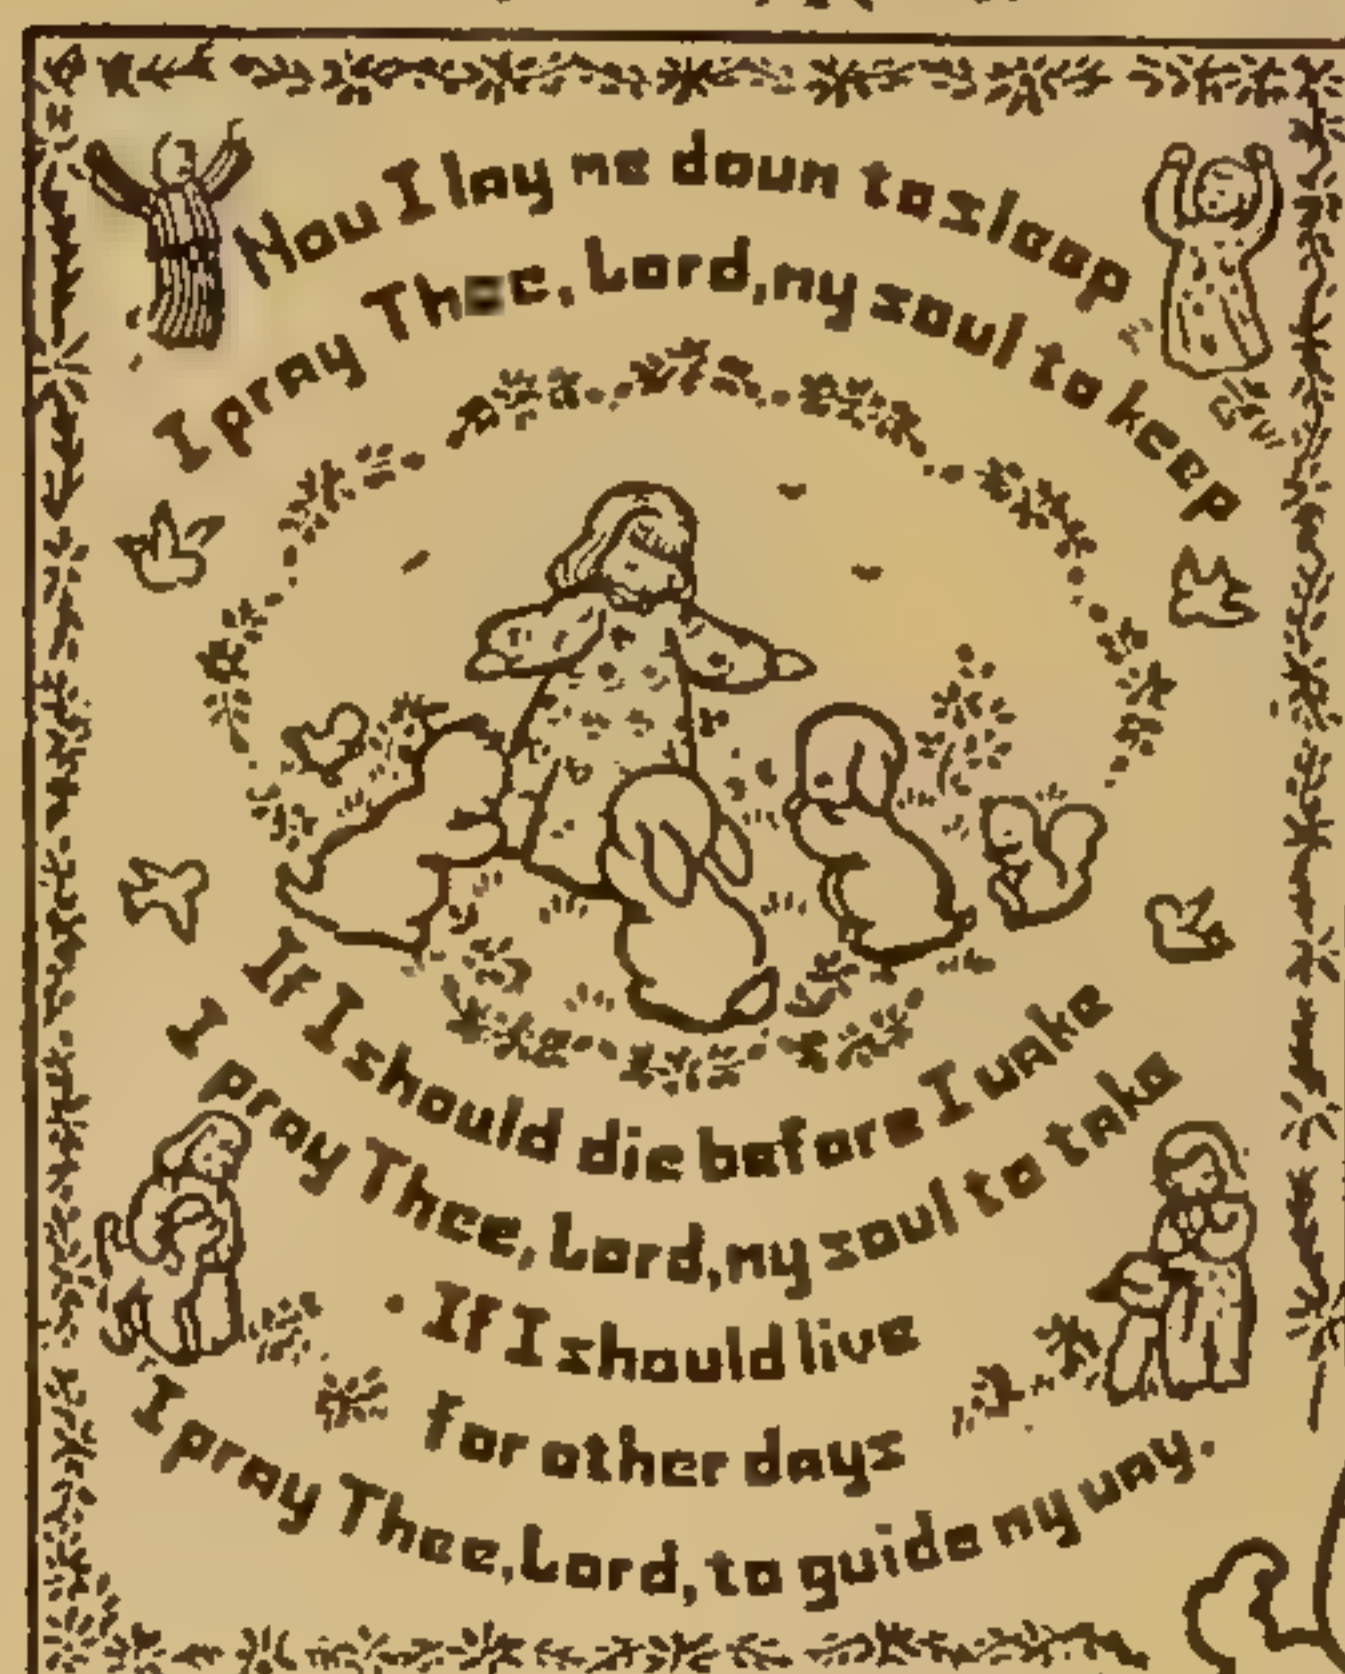 Now I lay me down to sleep
I pray Thee, Lord, my soul to keep
If I should die before I wake
I pray Thee, Lord, my soul to take
If I should live
for other days
I pray Thee, Lord, to guide my way.